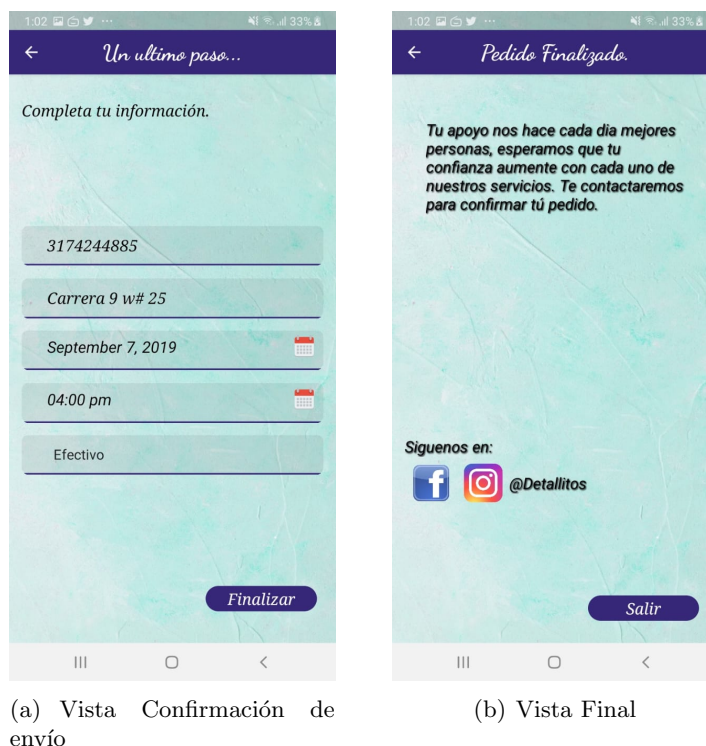 1:02 ... 33%
Un ultimo paso...
Completa tu información.
3174244885
Carrera 9 w# 25
September 7, 2019
04:00 pm
Efectivo
Finalizar
(a) Vista Confirmación de
envío
1:02 ... 33%
Pedido Finalizado.
Tu apoyo nos hace cada dia mejores
personas, esperamos que tu
confianza aumente con cada uno de
nuestros servicios. Te contactaremos
para confirmar tú pedido.
Siguenos en:
@Detallitos
Salir
(b) Vista Final